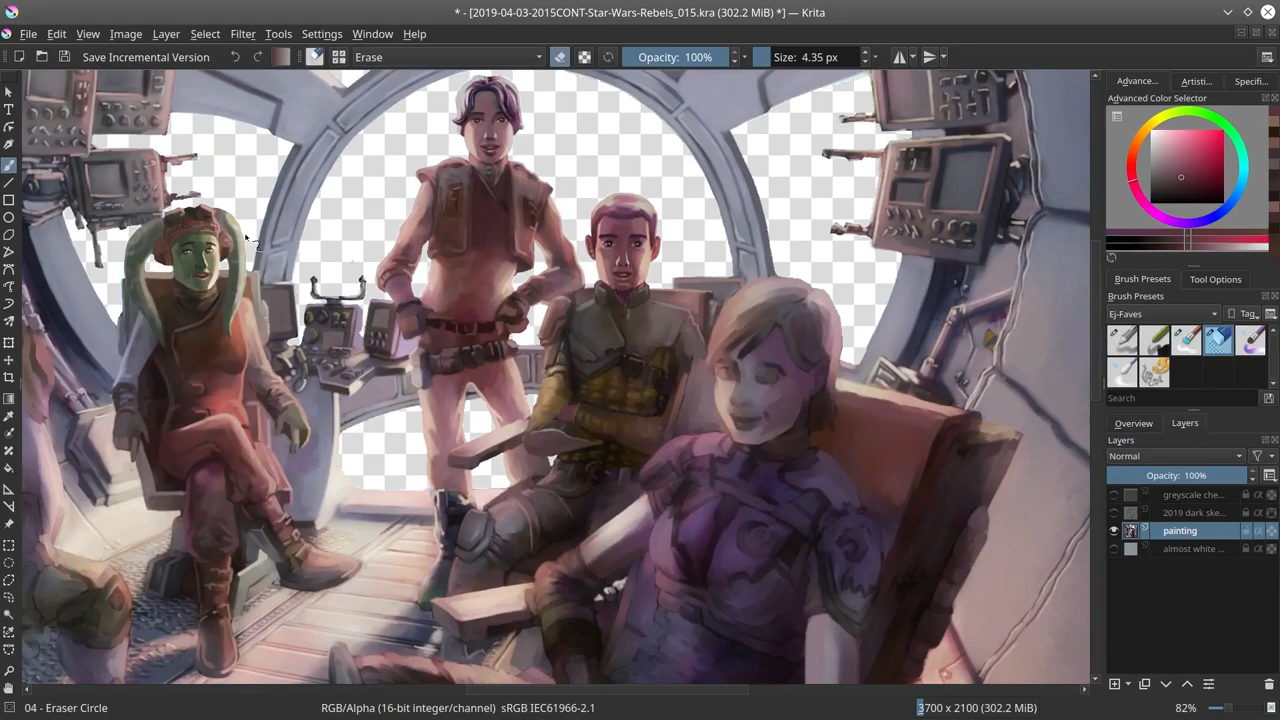 * - [2019-04-03-2015CONT-Star-Wars-Rebels_015.kra (302.2 MiB) *] — Krita
File Edit View Image Layer Select Filter Tools Settings Window Help
Save Incremental Version Erase Opacity: 100% Size: 4.35 px
Advance... Artisti... Specifi...
Advanced Color Selector
Brush Presets Tool Options
Brush Presets
Ej-Faves Tag
Search
Overview Layers
Layers
Normal
Opacity: 100%
greyscale che...
2019 dark ske...
painting
almost white ...
04 - Eraser Circle RGB/Alpha (16-bit integer/channel) sRGB IEC61966-2.1 3700 x 2100 (302.2 MiB) 82%